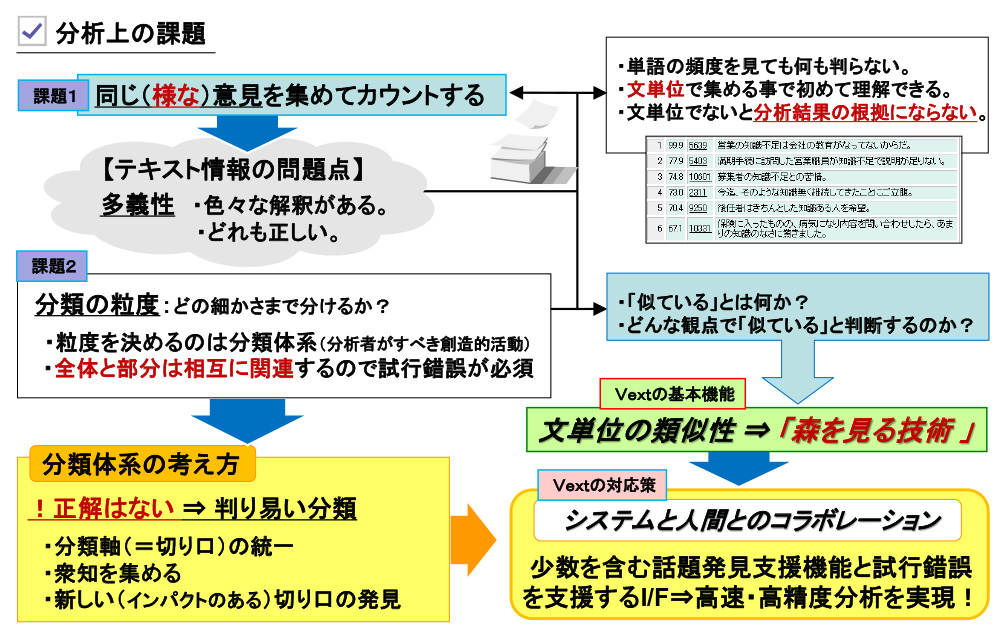 分析上の課題
課題1
同じ（様な）意見を集めてカウントする
・単語の頻度を見ても何も判らない。
・文単位で集める事で初めて理解できる。
・文単位でないと分析結果の根拠にならない。
1 99.9 5639 営業の知識不足は会社の教育がなってないからだ。
2 77.9 5403 満期手続に訪問した営業職員が知識不足で説明が足りない。
3 74.8 10601 募集者の知識不足との苦情。
4 73.0 2311 今迄、そのような知識無く継続してきたことご立腹。
5 70.4 9250 後任者はきちんとした知識ある人を希望。
6 67.1 10331 保険に入ったものの、病気になり内容を問い合わせしたら、あま
りの知識のなさに驚きました。
【テキスト情報の問題点】
多義性 ・色々な解釈がある。
・どれも正しい。
課題2
分類の粒度：どの細かさまで分けるか？
・粒度を決めるのは分類体系（分析者がすべき創造的活動）
・全体と部分は相互に関連するので試行錯誤が必須
・「似ている」とは何か？
・どんな観点で「似ている」と判断するのか？
Vextの基本機能
文単位の類似性 ⇒ 「森を見る技術 」
分類体系の考え方
！正解はない ⇒ 判り易い分類
・分類軸（＝切り口）の統一
・衆知を集める
・新しい（インパクトのある）切り口の発見
Vextの対応策
システムと人間とのコラボレーション
少数を含む話題発見支援機能と試行錯誤
を支援するI/F⇒高速・高精度分析を実現！